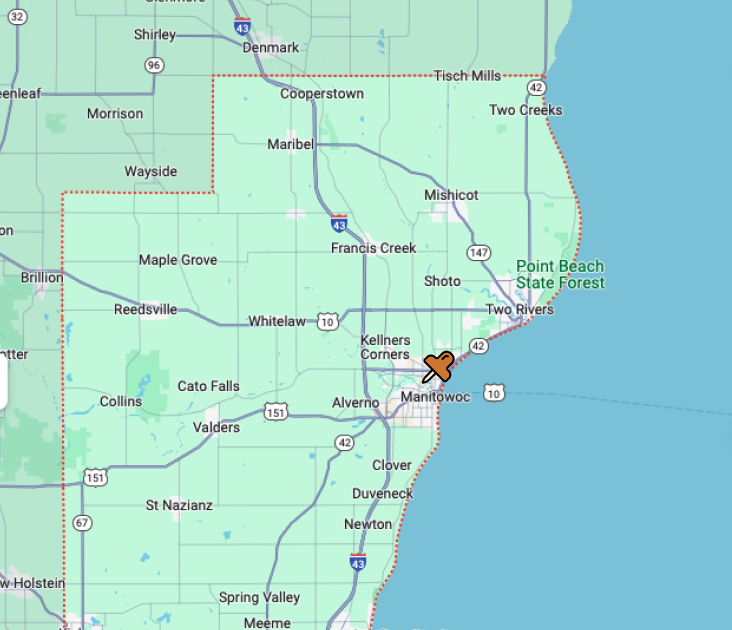 Glenmore
32
43
Shirley
Denmark
96
Tisch Mills
42
eenleaf
Cooperstown
Morrison
Two Creeks
Maribel
Wayside
Mishicot
43
on
Francis Creek
147
Maple Grove
Point Beach
State Forest
Brillion
Shoto
Reedsville
Whitelaw
10
Two Rivers
Kellners
Corners
42
otter
Cato Falls
10
Collins
Alverno
Manitowoc
151
Valders
42
Clover
151
Duveneck
St Nazianz
67
Newton
43
w Holstein
Spring Valley
Meeme